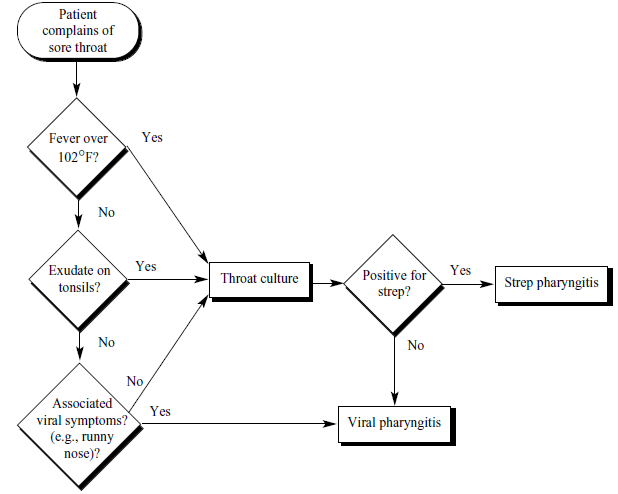 Patient
complains of
sore throat
Fever over
102°F?
Yes
No
Exudate on
tonsils?
Yes
No
Associated
viral symptoms?
(e.g., runny
nose)?
No
Yes
Throat culture
Positive for
strep?
Yes
No
Strep pharyngitis
Viral pharyngitis